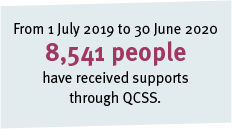 From 1 July 2019 to 30 June 2020
8,541 people
have received supports
through QCSS.